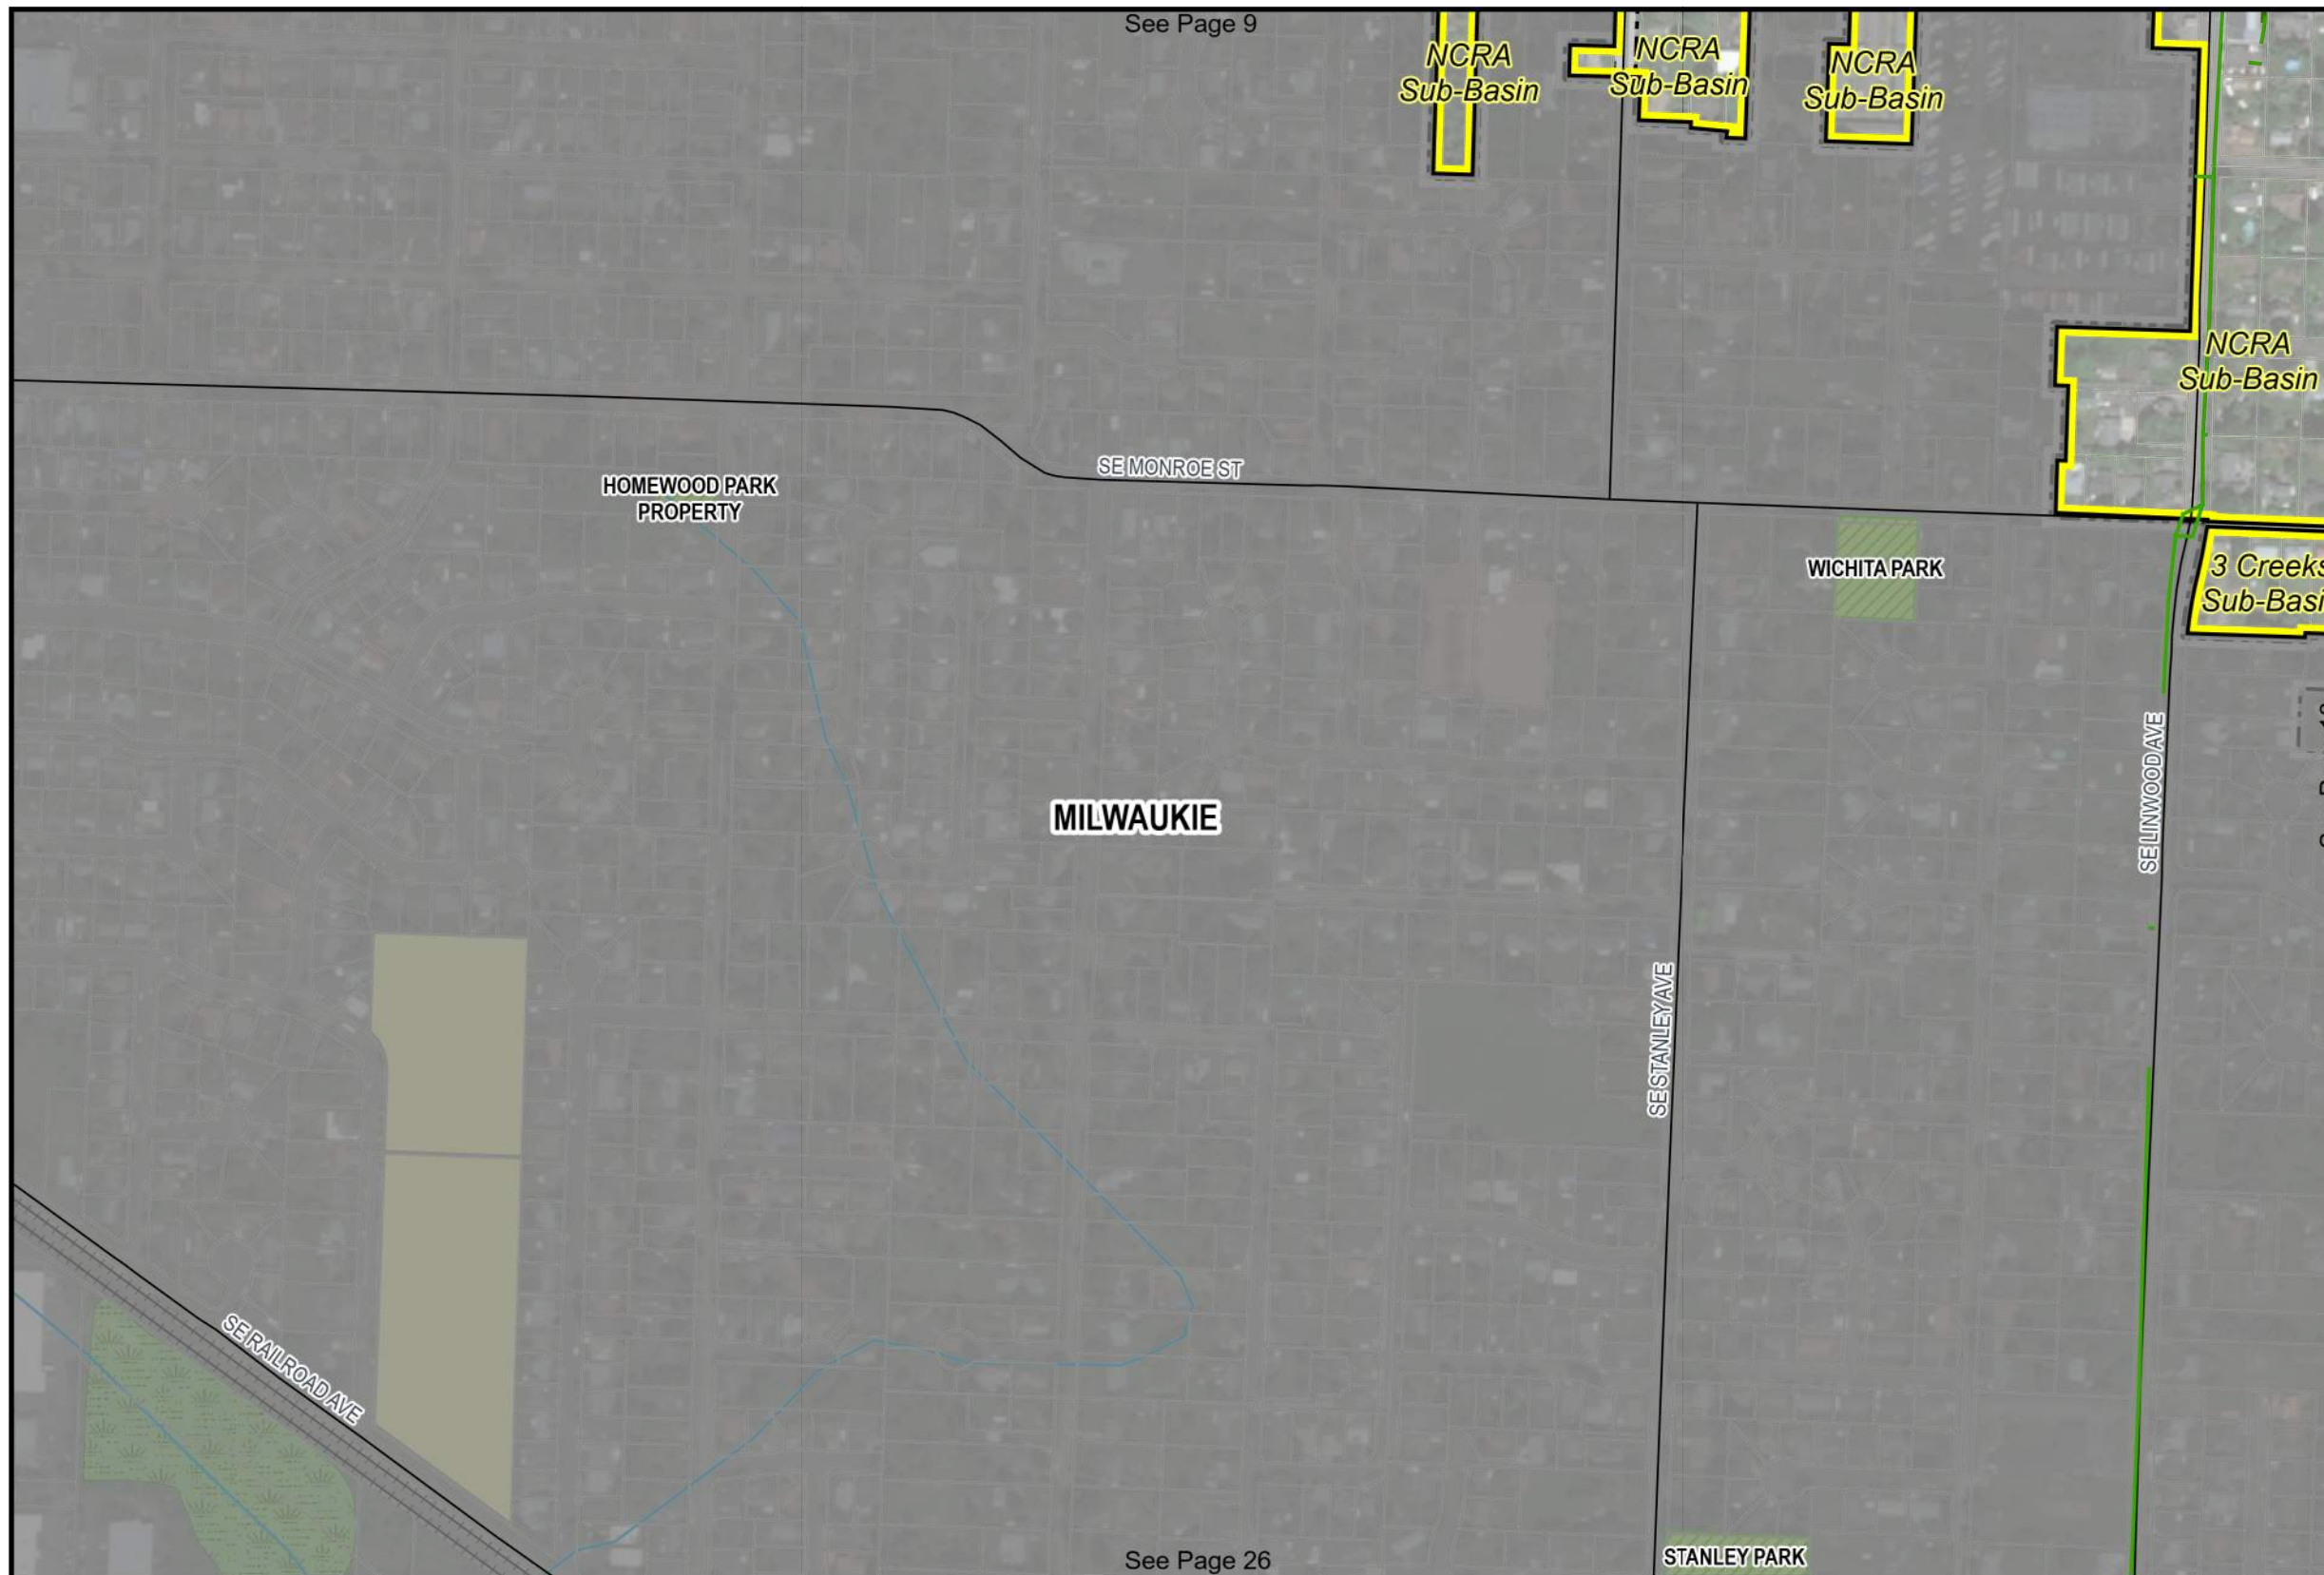 See Page 9
NCRA
Sub-Basin
NCRA
Sub-Basin
NCRA
Sub-Basin
NCRA
Sub-Basin
SE MONROE ST
HOMEWOOD PARK
PROPERTY
WICHITA PARK
3 Creeks
Sub-Basi
SE LINWOOD AVE
MILWAUKIE
SE STANLEY AVE
SE RAILROAD AVE
See Page 26
STANLEY PARK